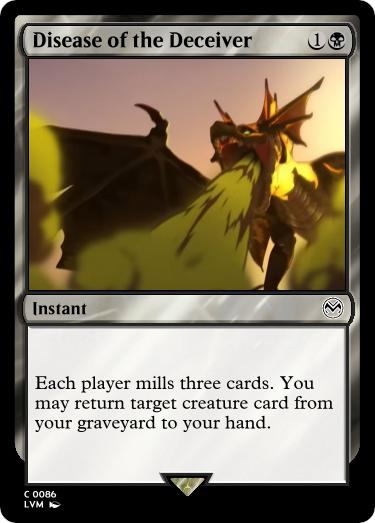 Disease of the Deceiver 1
Instant
Each player mills three cards. You
may return target creature card from
your graveyard to your hand.
C 0086
LVM